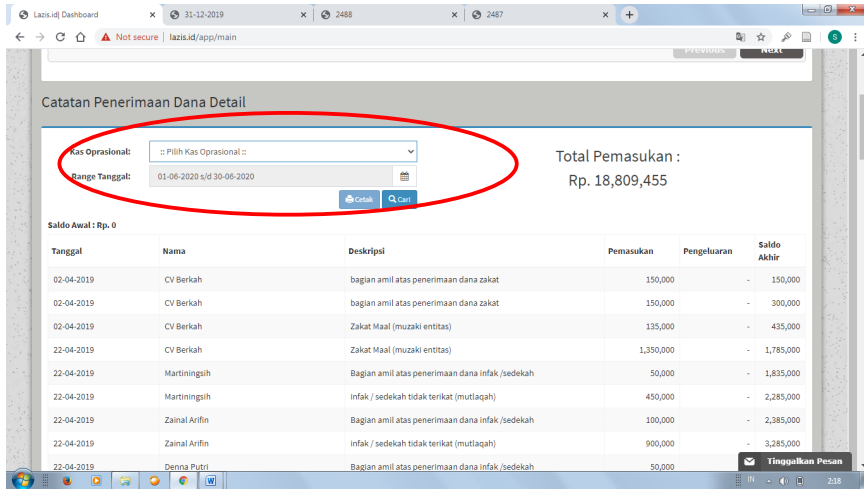 Lazis.id| Dashboard
31-12-2019
2488
2487
Not secure | lazis.id/app/main
S
Previous
Next
Catatan Penerimaan Dana Detail
Kas Oprasional:
:: Pilih Kas Oprasional ::
Range Tanggal:
01-06-2020 s/d 30-06-2020
Cetak
Cari
Total Pemasukan :
Rp. 18,809,455
Saldo Awal : Rp. 0
Tanggal Nama Deskripsi Pemasukan Pengeluaran Saldo Akhir
02-04-2019 CV Berkah bagian amil atas penerimaan dana zakat 150,000 - 150,000
02-04-2019 CV Berkah bagian amil atas penerimaan dana zakat 150,000 - 300,000
02-04-2019 CV Berkah Zakat Maal (muzaki entitas) 135,000 - 435,000
22-04-2019 CV Berkah Zakat Maal (muzaki entitas) 1,350,000 - 1,785,000
22-04-2019 Martiningsih Bagian amil atas penerimaan dana infak /sedekah 50,000 - 1,835,000
22-04-2019 Martiningsih infak / sedekah tidak terikat (mutlaqah) 450,000 - 2,285,000
22-04-2019 Zainal Arifin Bagian amil atas penerimaan dana infak /sedekah 100,000 - 2,385,000
22-04-2019 Zainal Arifin infak / sedekah tidak terikat (mutlaqah) 900,000 - 3,285,000
22-04-2019 Denna Putri Bagian amil atas penerimaan dana infak /sedekah 50,000
Tinggalkan Pesan
IN
2:18